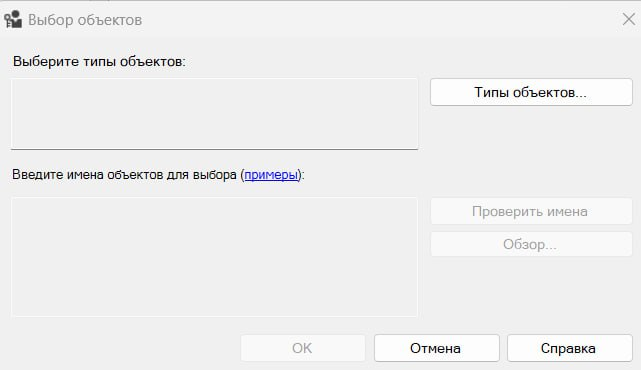 Выбор объектов
Выберите типы объектов:
Типы объектов...
Введите имена объектов для выбора (примеры):
Проверить имена
Обзор...
OK
Отмена
Справка